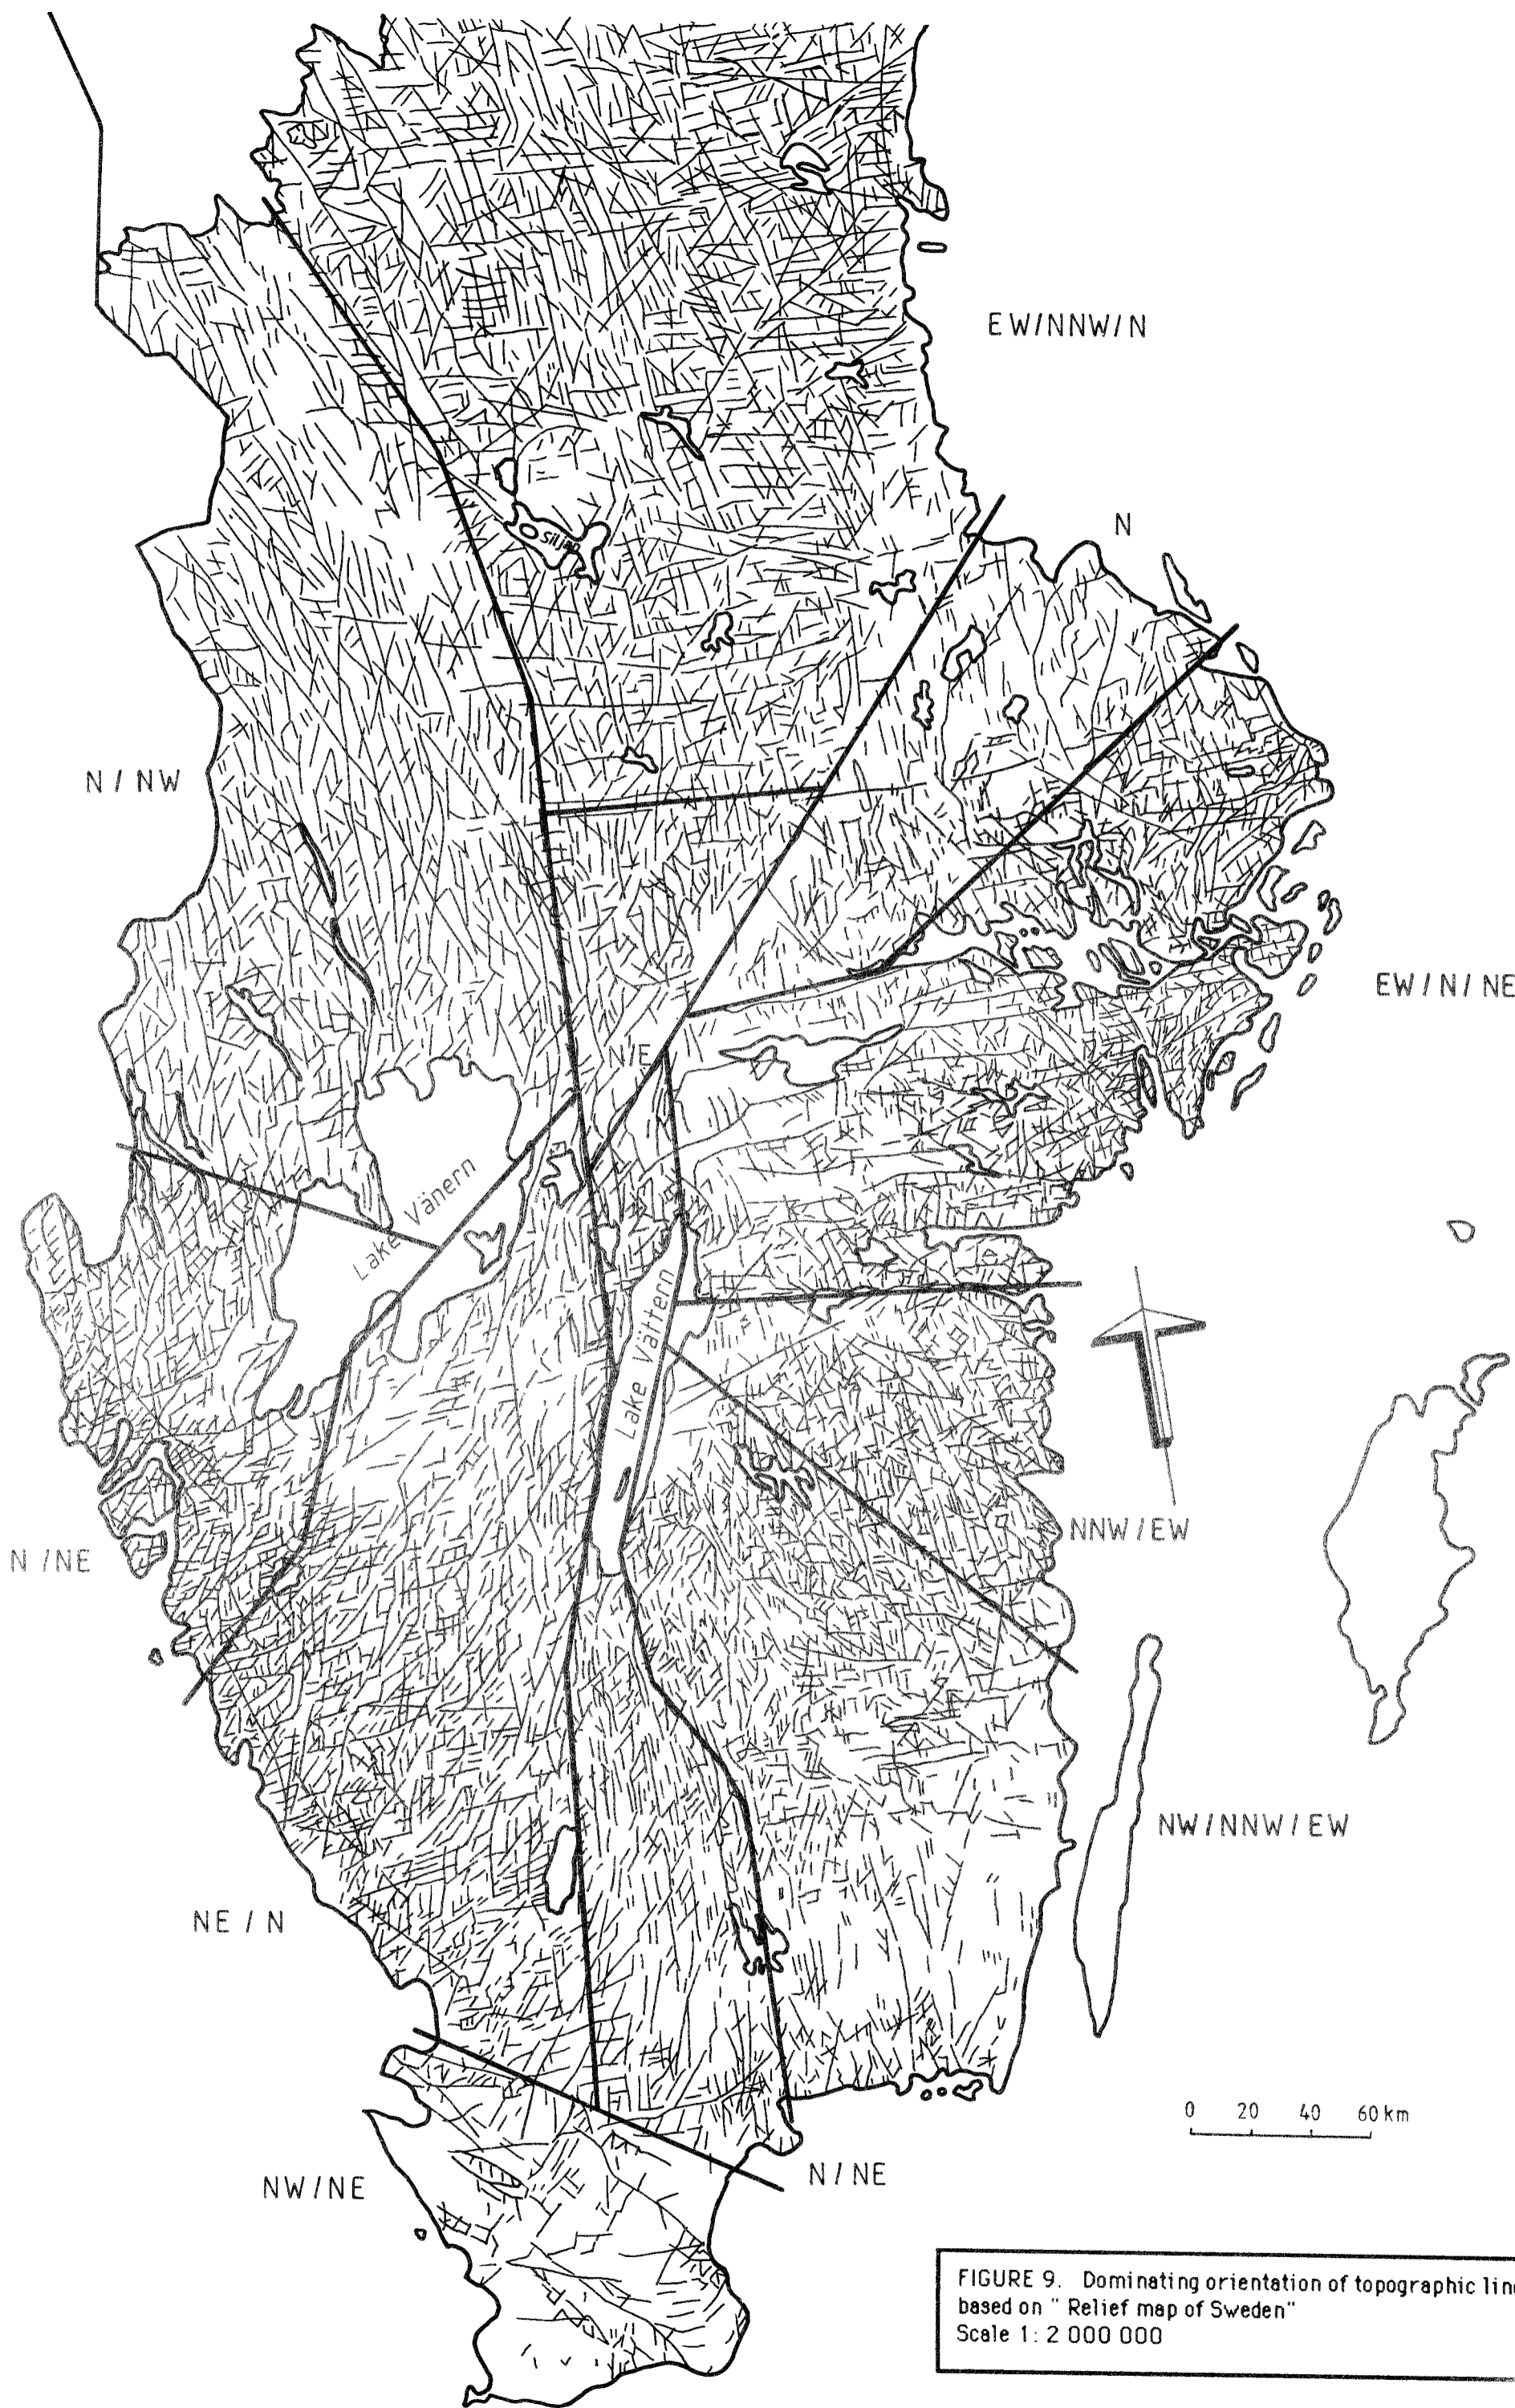 EW/NNW/N
Siljan
N
N / NW
EW/N/NE
N/E
Lake Vänern
Lake Vättern
NNW/EW
N /NE
NW/NNW/EW
NE / N
0 20 40 60 km
N / NE
NW/NE
FIGURE 9. Dominating orientation of topographic
based on " Relief map of Sweden"
Scale 1 : 2 000 000